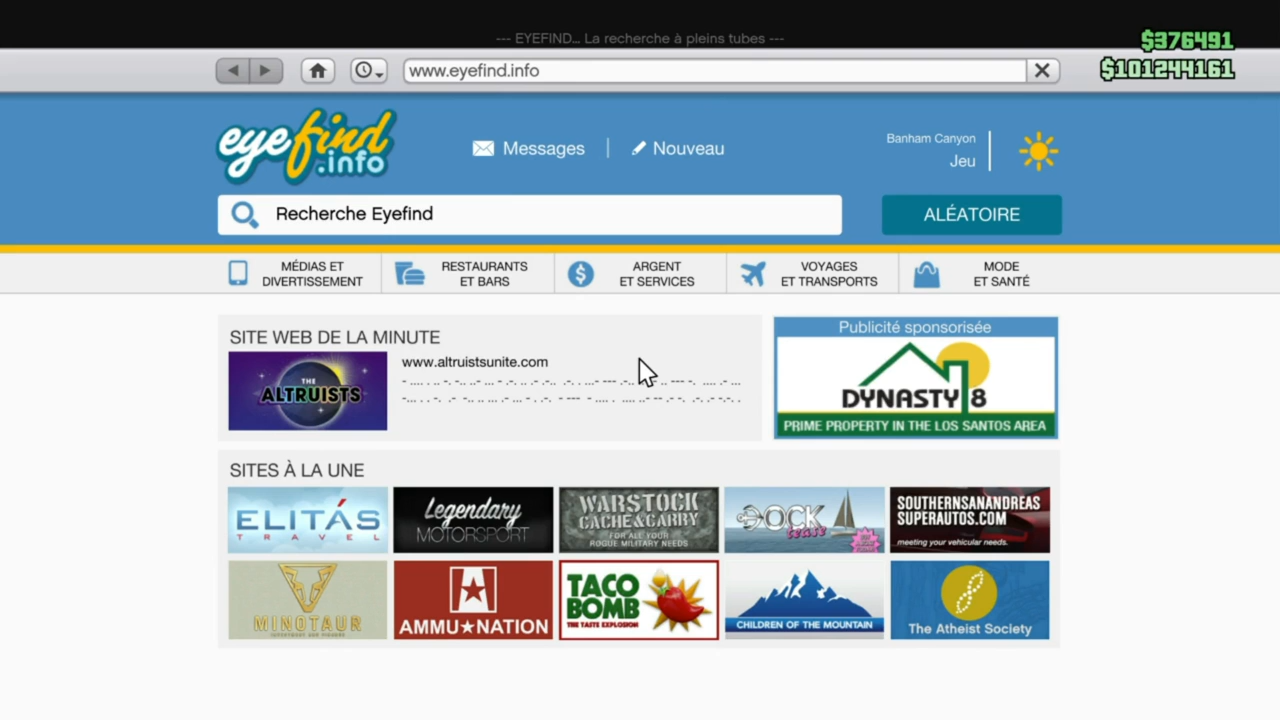 --- EYEFIND... La recherche à pleins tubes ---
$376491
www.eyefind.info
$101244161
eyefind
.info
Messages
Nouveau
Banham Canyon
Jeu
Recherche Eyefind
ALÉATOIRE
MÉDIAS ET
DIVERTISSEMENT
RESTAURANTS
ET BARS
ARGENT
ET SERVICES
VOYAGES
ET TRANSPORTS
MODE
ET SANTÉ
SITE WEB DE LA MINUTE
THE
ALTRUISTS
www.altruistsunite.com
Publicité sponsorisée
DYNASTY 8
PRIME PROPERTY IN THE LOS SANTOS AREA
SITES À LA UNE
ELITÁS
TRAVEL
Legendary
MOTORSPORT
WARSTOCK
CACHE & CARRY
FOR ALL YOUR
ROGUE MILITARY NEEDS
DOCK
tease
SOUTHERNSANANDREAS
SUPERAUTOS.COM
meeting your vehicular needs.
MINOTAUR
AMMU★NATION
TACO
BOMB
THE TASTE EXPLOSION
CHILDREN OF THE MOUNTAIN
The Atheist Society